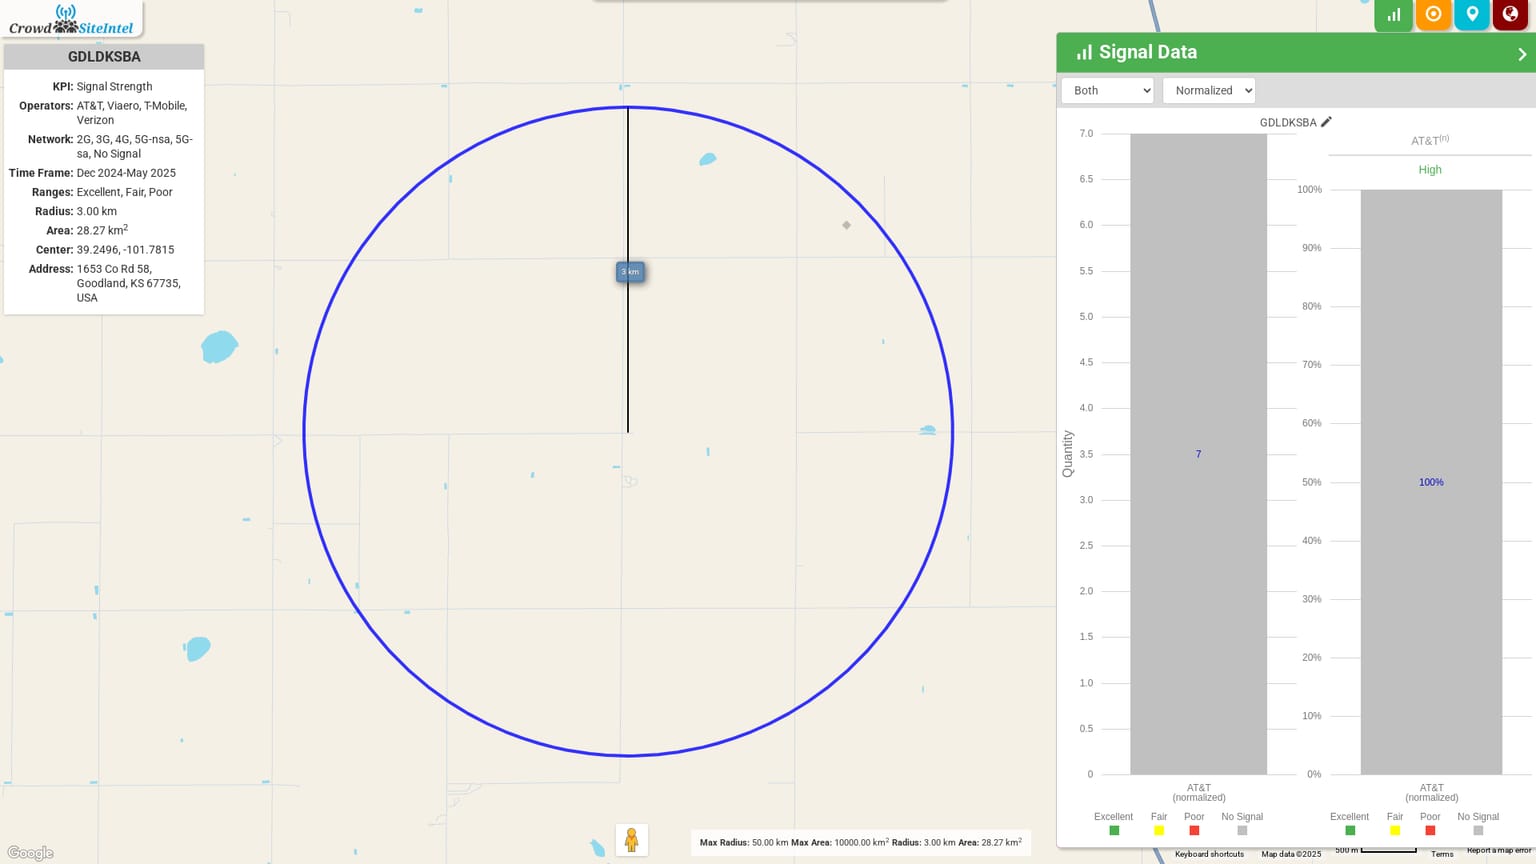 Crowd SiteIntel
GDLDKSBA
KPI: Signal Strength
Operators: AT&T, Viaero, T-Mobile,
Verizon
Network: 2G, 3G, 4G, 5G-nsa, 5G-
sa, No Signal
Time Frame: Dec 2024-May 2025
Ranges: Excellent, Fair, Poor
Radius: 3.00 km
Area: 28.27 km²
Center: 39.2496, -101.7815
Address: 1653 Co Rd 58,
Goodland, KS 67735,
USA
3 km
Signal Data
Both
Normalized
GDLDKSBA
7.0
6.5
6.0
5.5
5.0
4.5
4.0
3.5
3.0
2.5
2.0
1.5
1.0
0.5
0
Quantity
7
AT&T
(normalized)
Excellent Fair Poor No Signal
AT&T(n)
High
100%
90%
80%
70%
60%
50%
40%
30%
20%
10%
0%
100%
AT&T
(normalized)
Excellent Fair Poor No Signal
Google
Max Radius: 50.00 km Max Area: 10000.00 km² Radius: 3.00 km Area: 28.27 km²
Keyboard shortcuts Map data ©2025 500 m Terms Report a map error